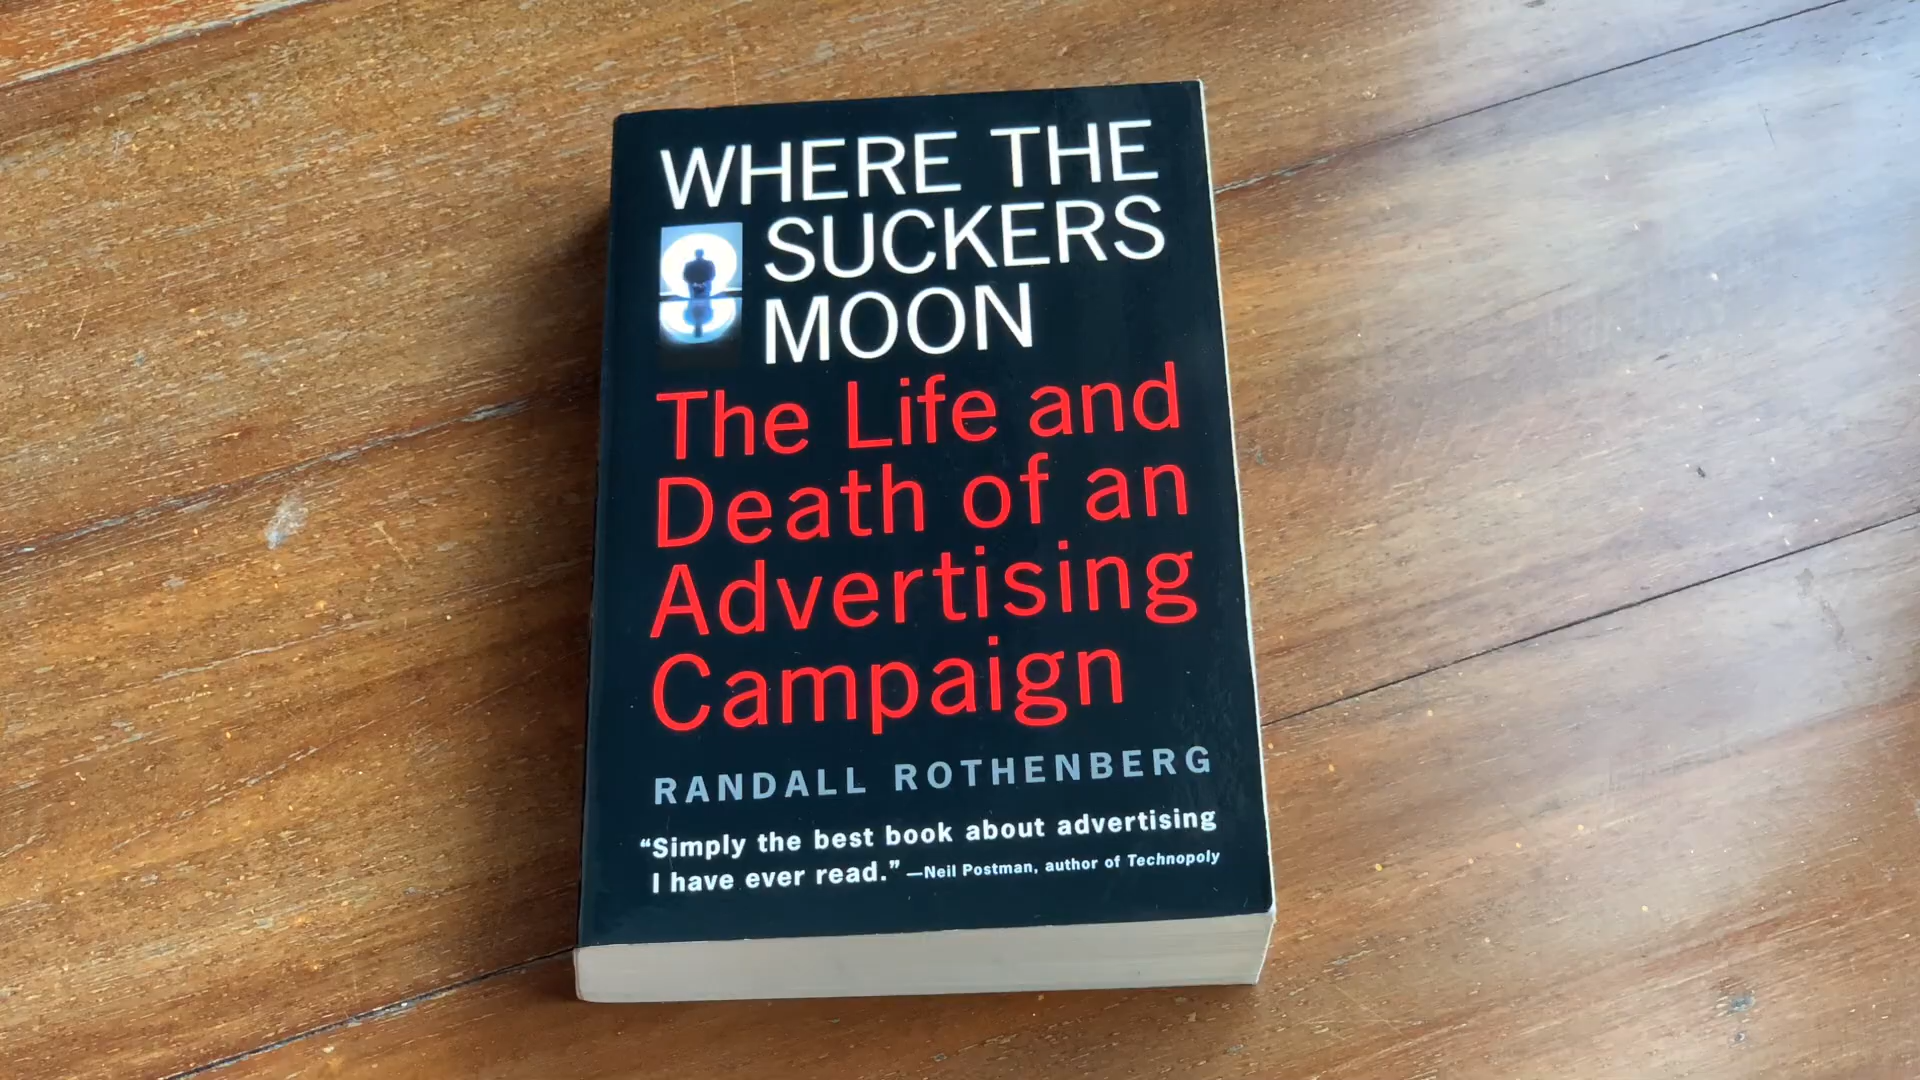 WHERE THE
SUCKERS
MOON
The Life and
Death of an
Advertising
Campaign
RANDALL ROTHENBERG
“Simply the best book about advertising
I have ever read.” —Neil Postman, author of Technopoly